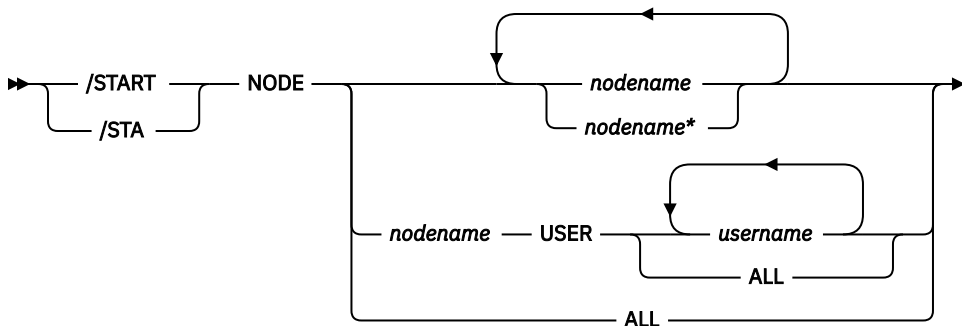 /START NODE nodename
/STA nodename*
nodename USER username
ALL
ALL